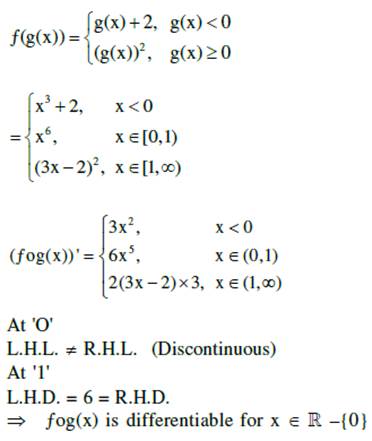 f(g(x)) = { g(x)+2, g(x)<0
(g(x))², g(x)≥0
= { x³+2, x<0
x⁶, x∈[0,1)
(3x−2)², x∈[1,∞)
(fog(x))' = { 3x², x<0
6x⁵, x∈(0,1)
2(3x−2)×3, x∈(1,∞)
At 'O'
L.H.L. ≠ R.H.L. (Discontinuous)
At '1'
L.H.D. = 6 = R.H.D.
⇒ fog(x) is differentiable for x ∈ ℝ −{0}